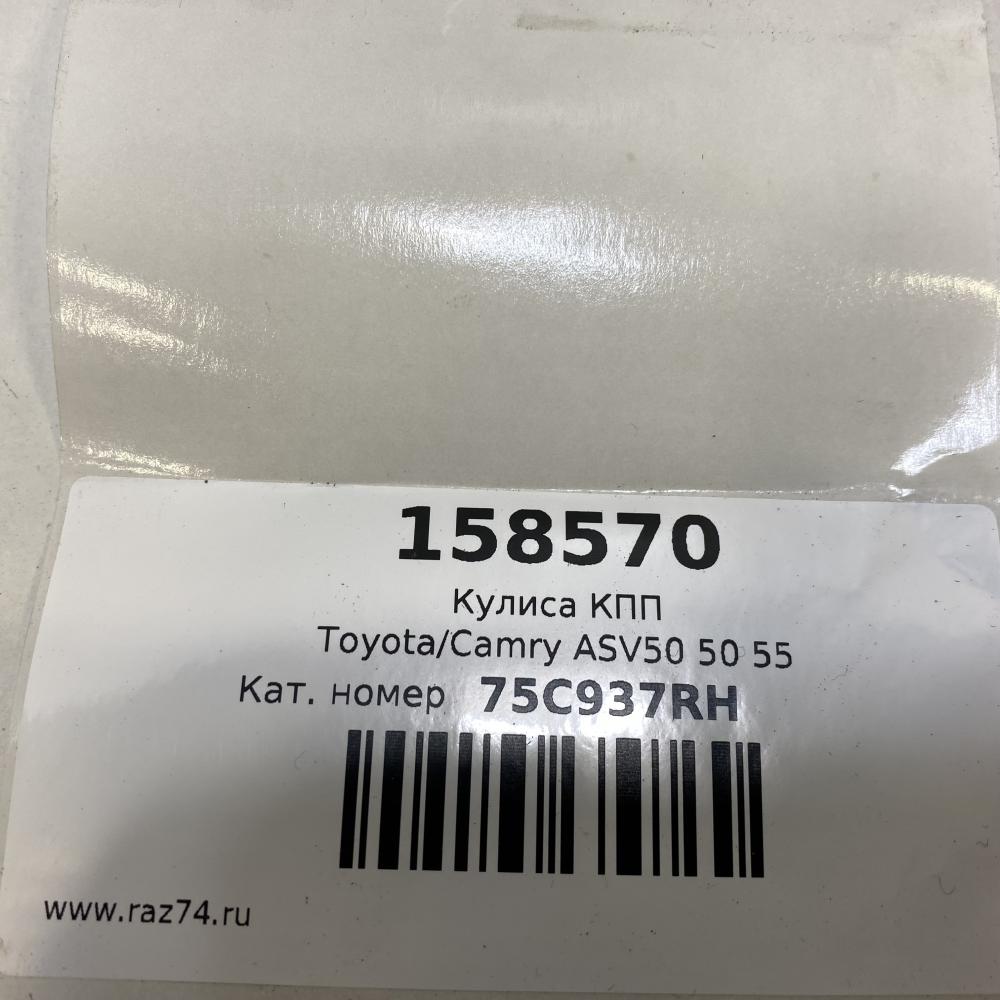 158570
Кулиса КПП
Toyota/Camry ASV50 50 55
Кат. номер 75C937RH
www.raz74.ru